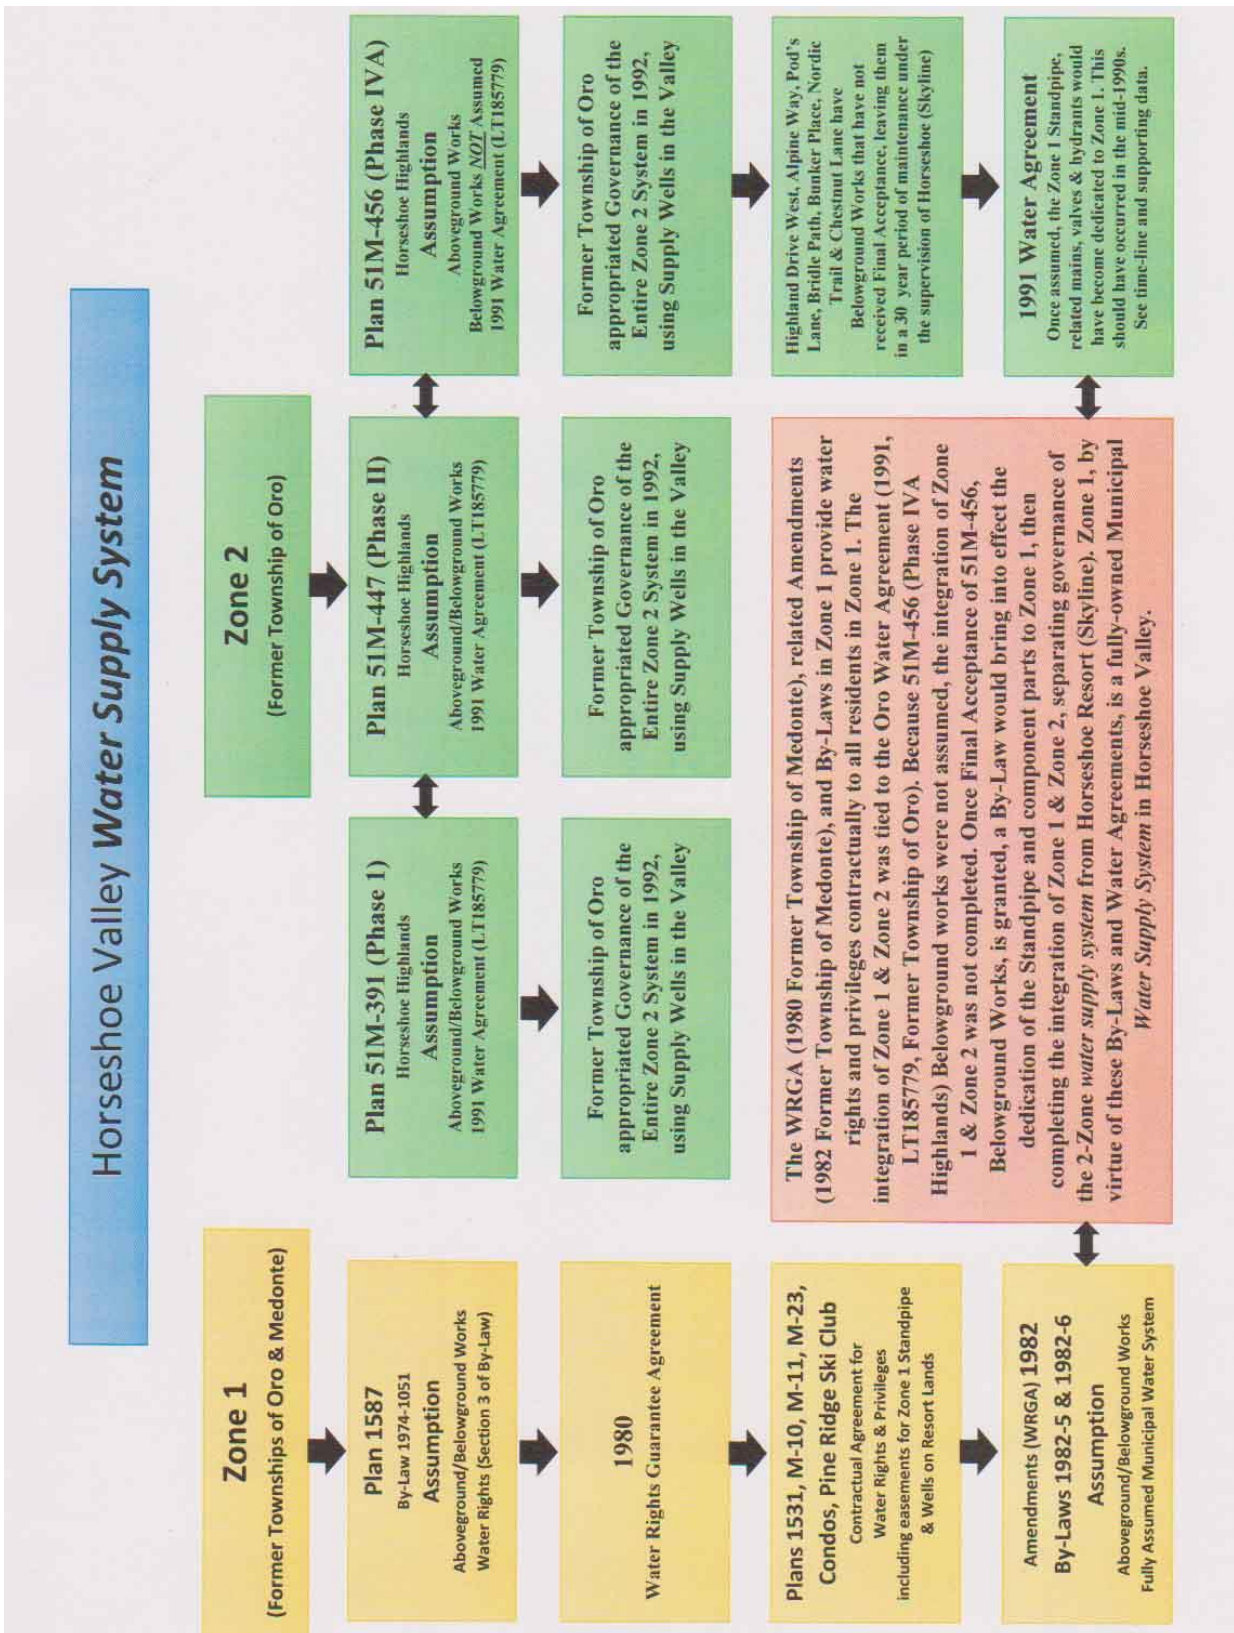 Horseshoe Valley Water Supply System
Zone 1
(Former Townships of Oro & Medonte)
Plan 1587
By-Law 1974-1051
Assumption
Aboveground/Belowground Works
Water Rights (Section 3 of By-Law)
1980
Water Rights Guarantee Agreement
Plans 1531, M-10, M-11, M-23,
Condos, Pine Ridge Ski Club
Contractual Agreement for
Water Rights & Privileges
including easements for Zone 1 Standpipe
& Wells on Resort Lands
Amendments (WRGA) 1982
By-Laws 1982-5 & 1982-6
Assumption
Aboveground/Belowground Works
Fully Assumed Municipal Water System
Zone 2
(Former Township of Oro)
Plan 51M-391 (Phase 1)
Horseshoe Highlands
Assumption
Aboveground/Belowground Works
1991 Water Agreement (LT185779)
Former Township of Oro
appropriated Governance of the
Entire Zone 2 System in 1992,
using Supply Wells in the Valley
Plan 51M-447 (Phase II)
Horseshoe Highlands
Assumption
Aboveground/Belowground Works
1991 Water Agreement (LT185779)
Former Township of Oro
appropriated Governance of the
Entire Zone 2 System in 1992,
using Supply Wells in the Valley
Plan 51M-456 (Phase IVA)
Horseshoe Highlands
Assumption
Aboveground Works
Belowground Works NOT Assumed
1991 Water Agreement (LT185779)
Former Township of Oro
appropriated Governance of the
Entire Zone 2 System in 1992,
using Supply Wells in the Valley
Highland Drive West, Alpine Way, Pod's
Lane, Bridle Path, Bunker Place, Nordic
Trail & Chestnut Lane have
Belowground Works that have not
received Final Acceptance, leaving them
in a 30 year period of maintenance under
the supervision of Horseshoe (Skyline)
1991 Water Agreement
Once assumed, the Zone 1 Standpipe,
related mains, valves & hydrants would
have become dedicated to Zone 1. This
should have occurred in the mid-1990s.
See time-line and supporting data.
The WRGA (1980 Former Township of Medonte), related Amendments
(1982 Former Township of Medonte), and By-Laws in Zone 1 provide water
rights and privileges contractually to all residents in Zone 1. The
integration of Zone 1 & Zone 2 was tied to the Oro Water Agreement (1991,
LT185779, Former Township of Oro). Because 51M-456 (Phase IVA
Highlands) Belowground works were not assumed, the integration of Zone
1 & Zone 2 was not completed. Once Final Acceptance of 51M-456,
Belowground Works, is granted, a By-Law would bring into effect the
dedication of the Standpipe and component parts to Zone 1, then
completing the integration of Zone 1 & Zone 2, separating governance of
the 2-Zone water supply system from Horseshoe Resort (Skyline). Zone 1, by
virtue of these By-Laws and Water Agreements, is a fully-owned Municipal
Water Supply System in Horseshoe Valley.